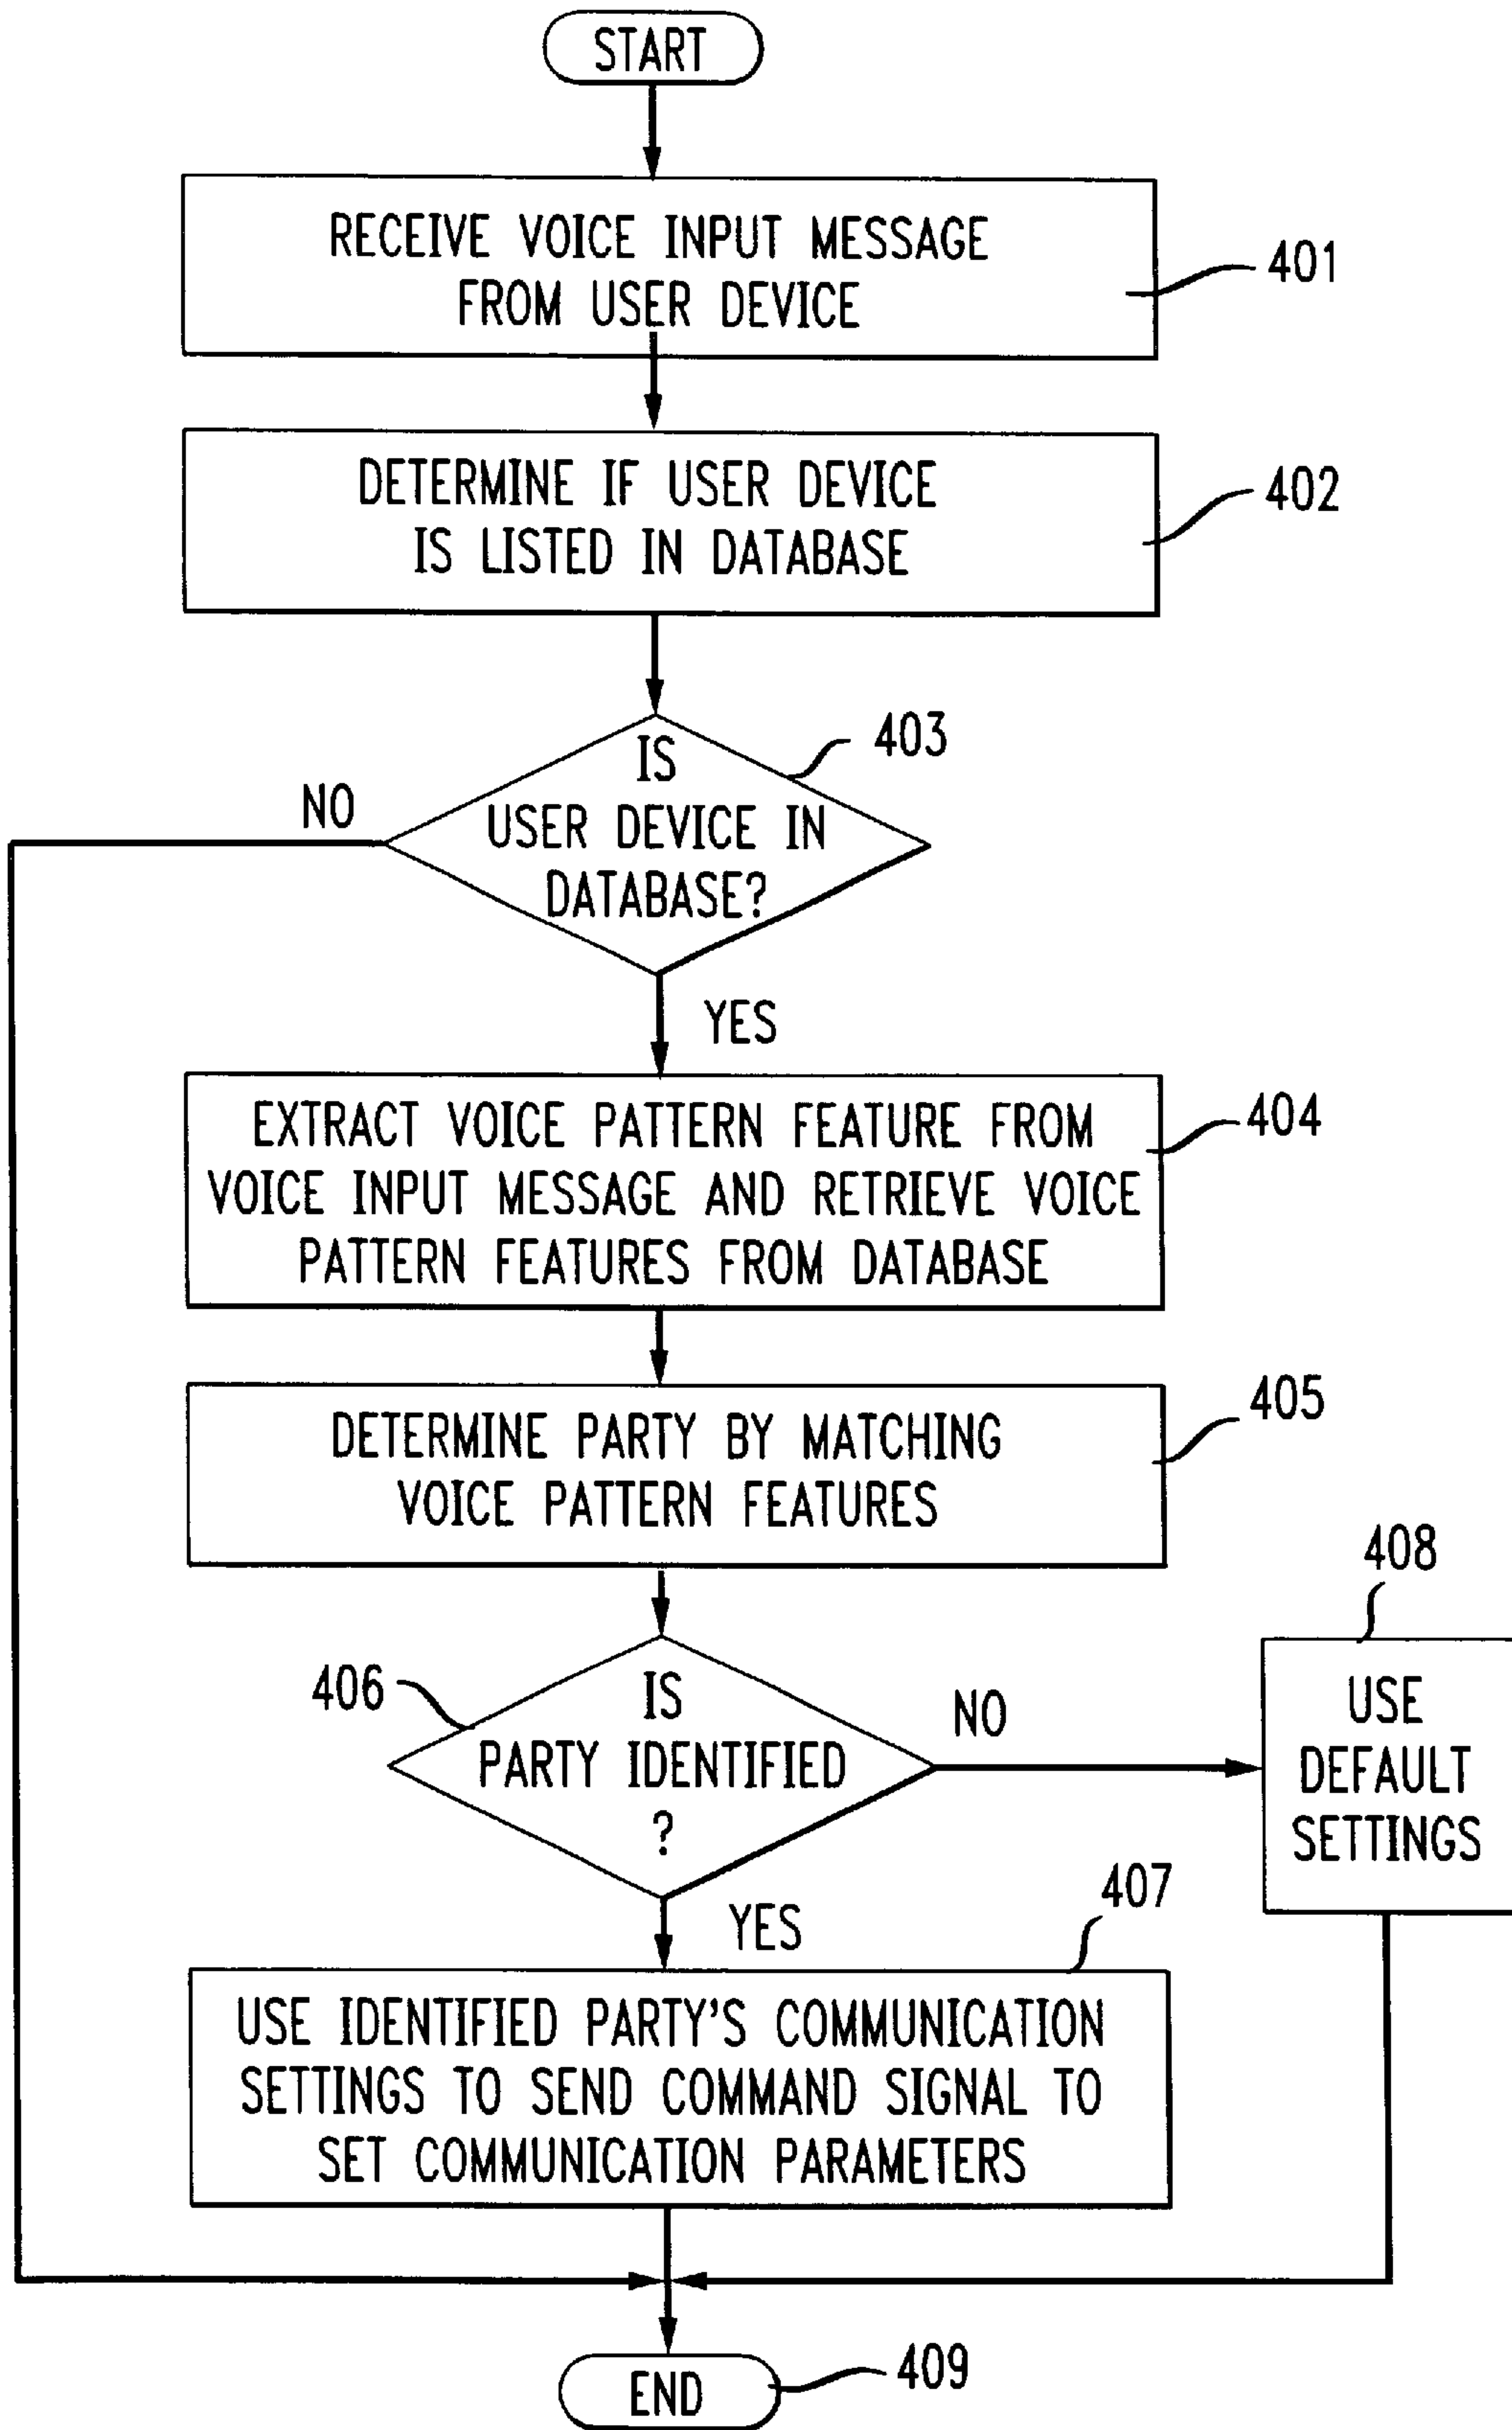 START
RECEIVE VOICE INPUT MESSAGE
FROM USER DEVICE
401
DETERMINE IF USER DEVICE
IS LISTED IN DATABASE
402
403
IS
USER DEVICE IN
DATABASE?
NO
YES
EXTRACT VOICE PATTERN FEATURE FROM
VOICE INPUT MESSAGE AND RETRIEVE VOICE
PATTERN FEATURES FROM DATABASE
404
DETERMINE PARTY BY MATCHING
VOICE PATTERN FEATURES
405
406
IS
PARTY IDENTIFIED
?
NO
408
USE
DEFAULT
SETTINGS
YES
407
USE IDENTIFIED PARTY'S COMMUNICATION
SETTINGS TO SEND COMMAND SIGNAL TO
SET COMMUNICATION PARAMETERS
END
409